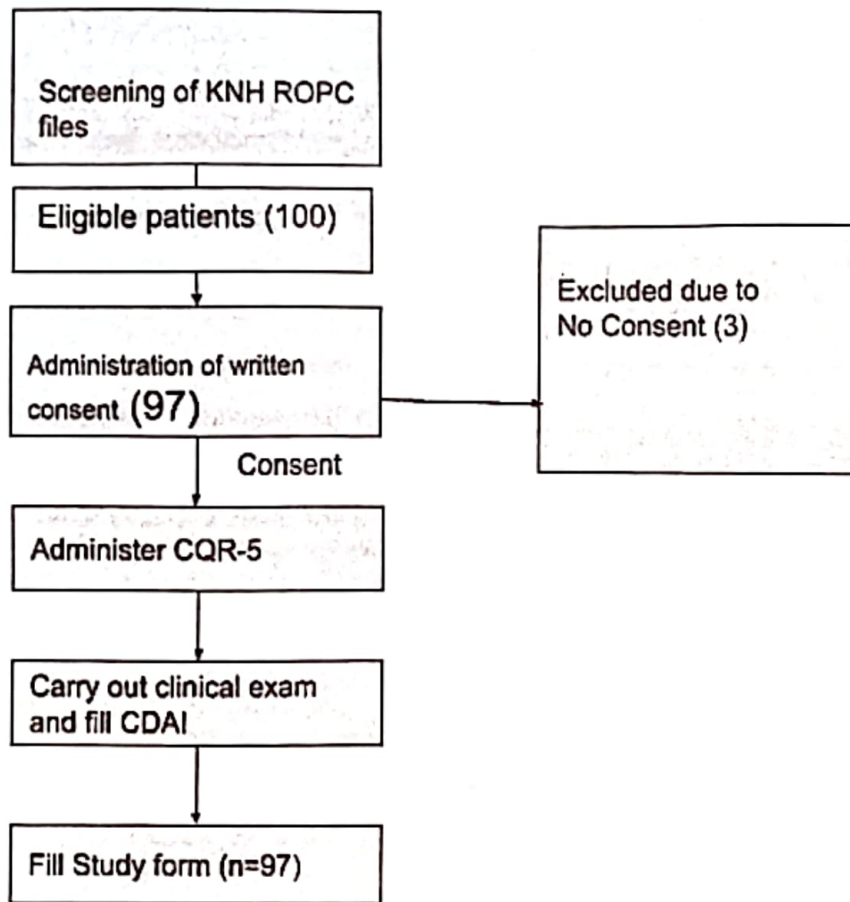 Screening of KNH ROPC
files
Eligible patients (100)
Administration of written
consent (97)
Excluded due to
No Consent (3)
Consent
Administer CQR-5
Carry out clinical exam
and fill CDAI
Fill Study form (n=97)